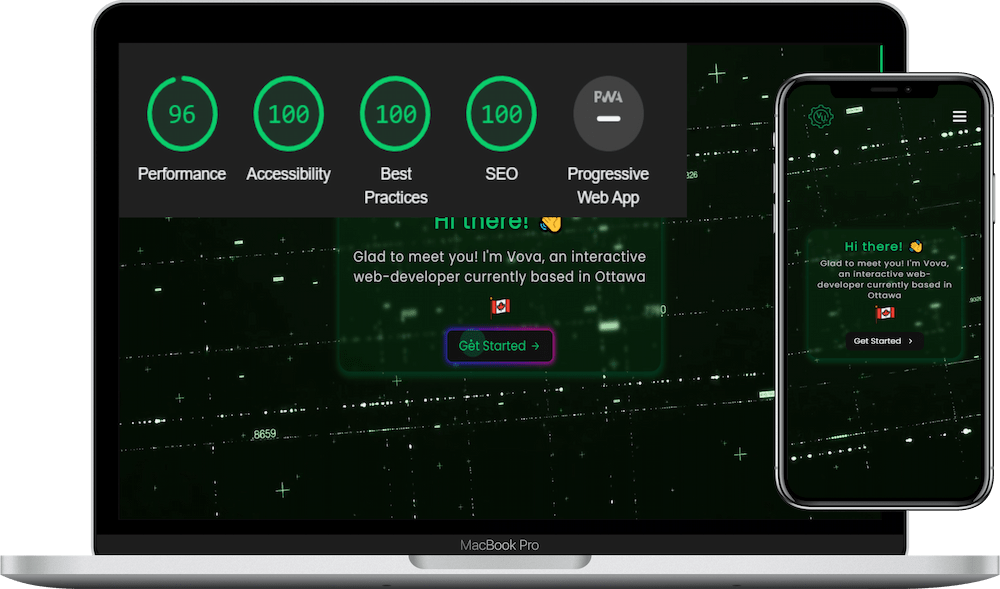 96
100
100
100
PWA
Performance
Accessibility
Best
Practices
SEO
Progressive
Web App
Hi there! 👋
Glad to meet you! I'm Vova, an interactive
web-developer currently based in Ottawa
🇨🇦
Get Started →
8659
MacBook Pro
Hi there! 👋
Glad to meet you! I'm Vova,
an interactive web-
developer currently based in
Ottawa
🇨🇦
Get Started >